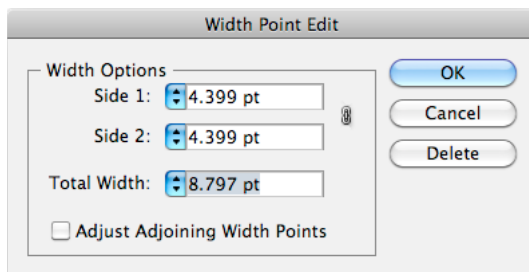 Width Point Edit
Width Options
Side 1: 4.399 pt
Side 2: 4.399 pt
Total Width: 8.797 pt
Adjust Adjoining Width Points
OK
Cancel
Delete